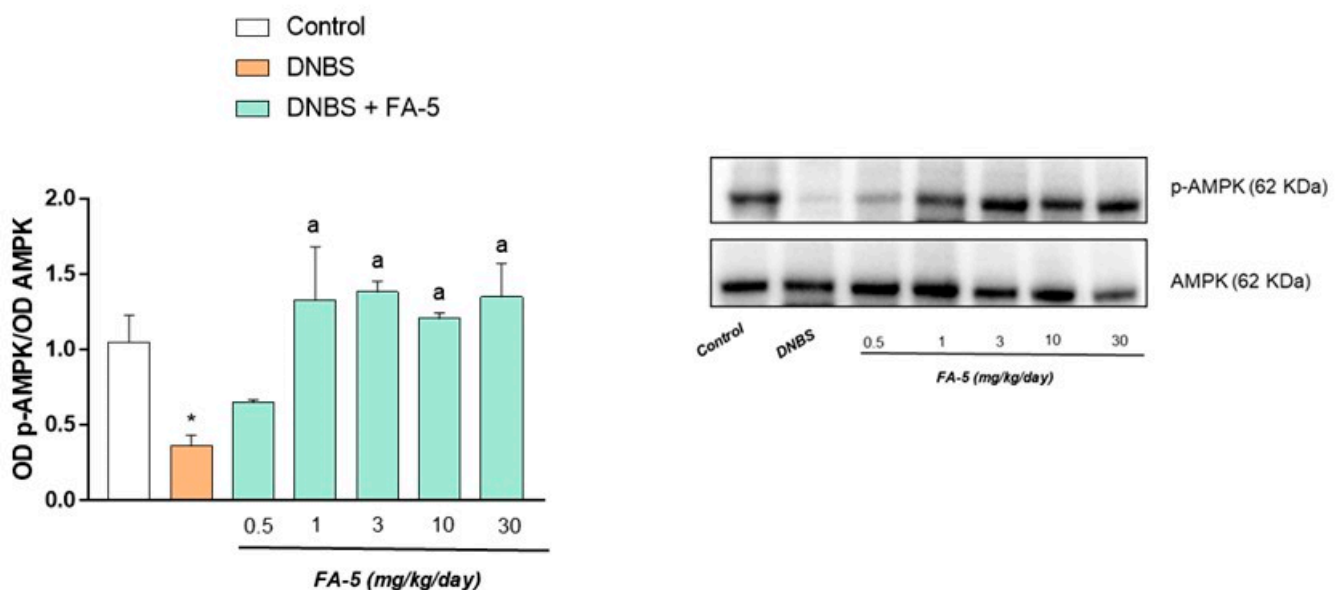 Control
DNBS
DNBS + FA-5
OD p-AMPK/OD AMPK
2.0
1.5
1.0
0.5
0.0
*
a
a
a
a
0.5 1 3 10 30
FA-5 (mg/kg/day)
p-AMPK (62 KDa)
AMPK (62 KDa)
Control DNBS 0.5 1 3 10 30
FA-5 (mg/kg/day)